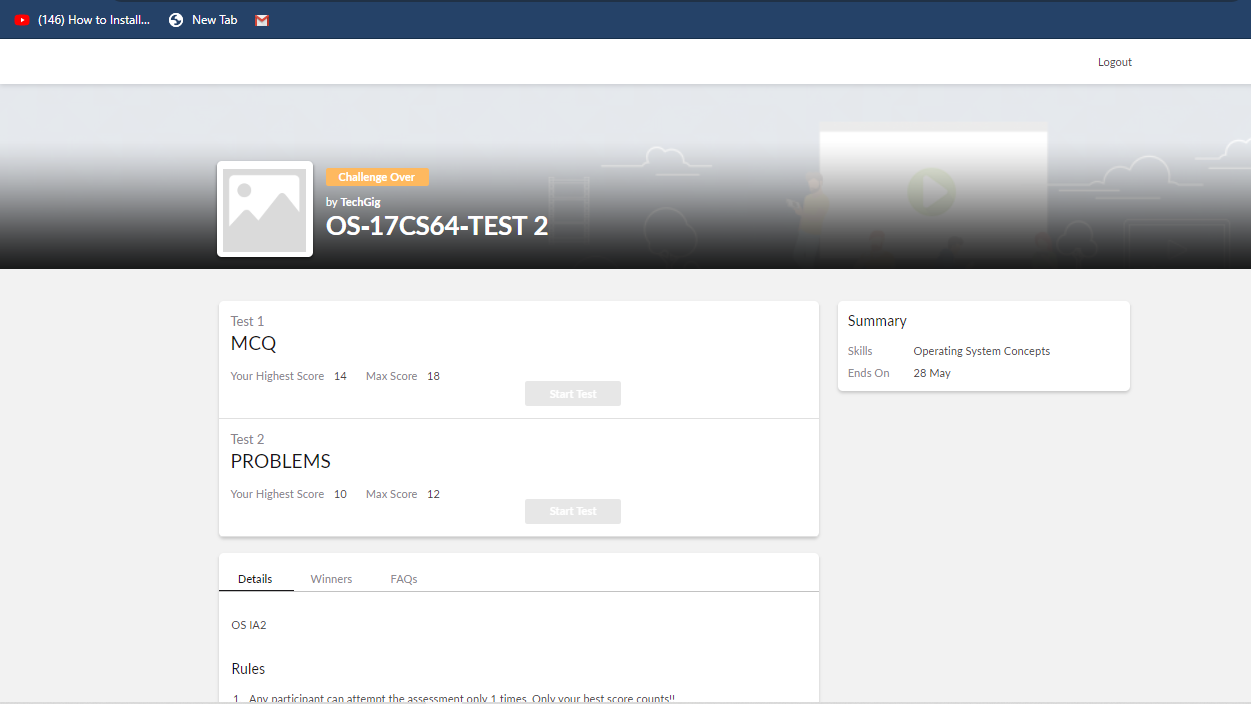 (146) How to Install...
New Tab
Logout
Challenge Over
by TechGig
OS-17CS64-TEST 2
Test 1
MCQ
Your Highest Score 14 Max Score 18
Start Test
Test 2
PROBLEMS
Your Highest Score 10 Max Score 12
Start Test
Summary
Skills Operating System Concepts
Ends On 28 May
Details Winners FAQs
OS IA2
Rules
1. Any participant can attempt the assessment only 1 times. Only your best score counts!!